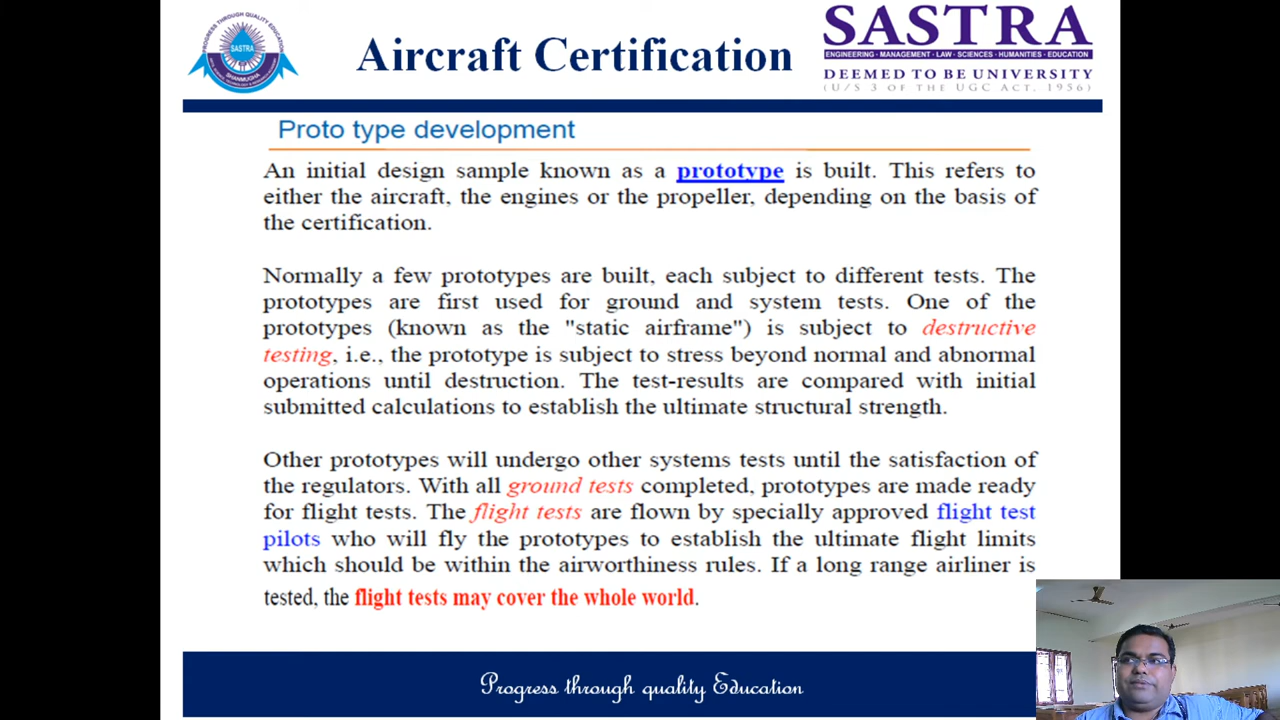 PROGRESS THROUGH QUALITY EDUCATION
SASTRA
SHANMUGHA
Aircraft Certification
SASTRA
ENGINEERING · MANAGEMENT · LAW · SCIENCES · HUMANITIES · EDUCATION
DEEMED TO BE UNIVERSITY
(U/S 3 OF THE UGC ACT, 1956)
Proto type development
An initial design sample known as a prototype is built. This refers to
either the aircraft, the engines or the propeller, depending on the basis of
the certification.
Normally a few prototypes are built, each subject to different tests. The
prototypes are first used for ground and system tests. One of the
prototypes (known as the "static airframe") is subject to destructive
testing, i.e., the prototype is subject to stress beyond normal and abnormal
operations until destruction. The test-results are compared with initial
submitted calculations to establish the ultimate structural strength.
Other prototypes will undergo other systems tests until the satisfaction of
the regulators. With all ground tests completed, prototypes are made ready
for flight tests. The flight tests are flown by specially approved flight test
pilots who will fly the prototypes to establish the ultimate flight limits
which should be within the airworthiness rules. If a long range airliner is
tested, the flight tests may cover the whole world.
Progress through quality Education